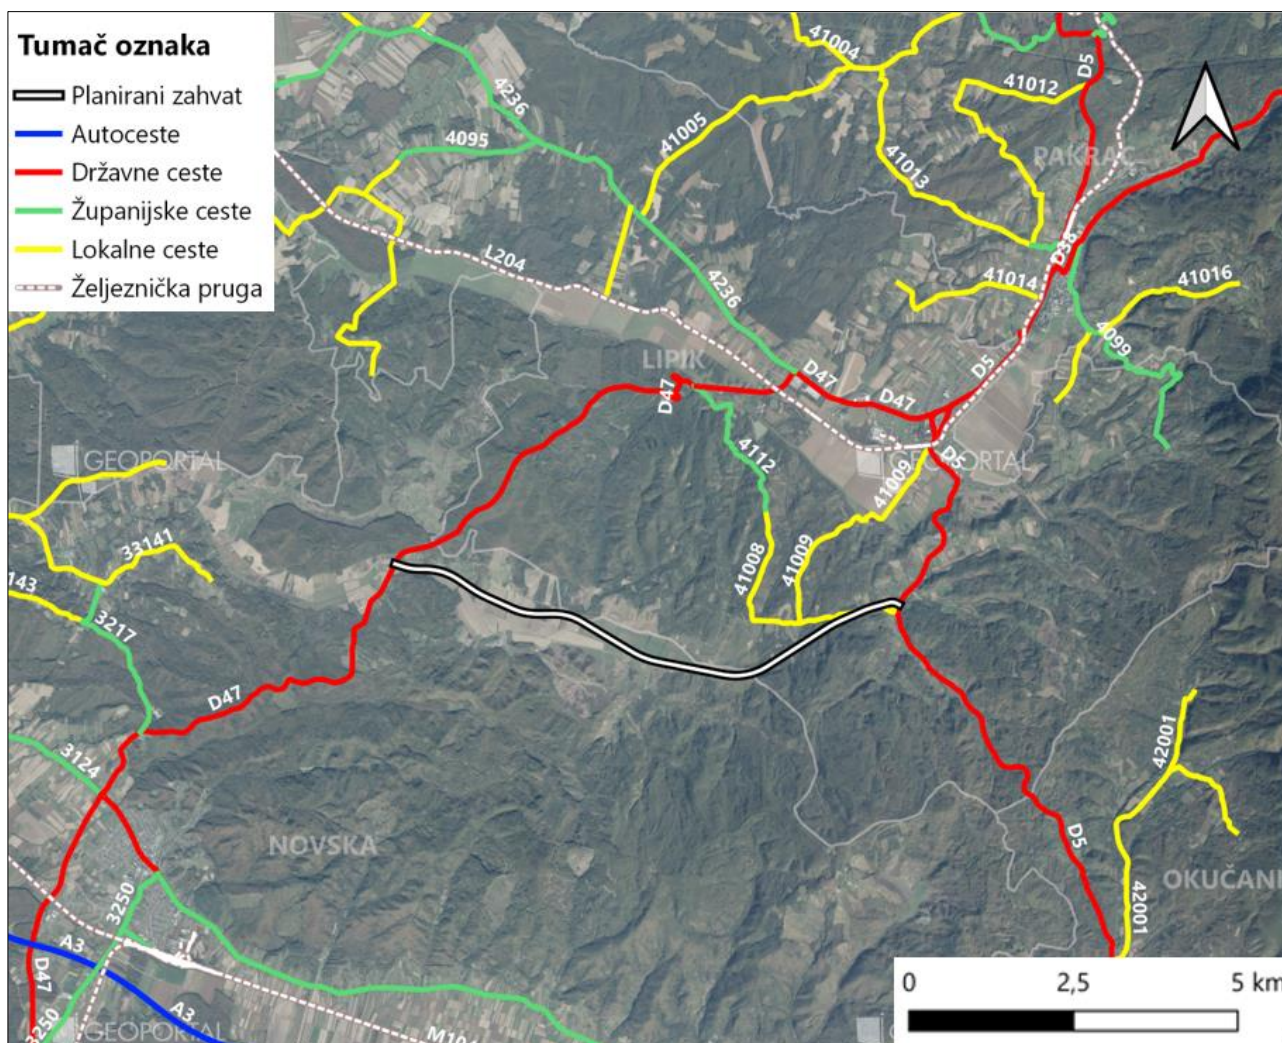 Tumač oznaka
Planirani zahvat
Autoceste
Državne ceste
Županijske ceste
Lokalne ceste
Željeznička pruga
41004
D5
41012
4236
41005
4095
PAKRAC
41013
D38
L204
41014
41016
4236
4099
LIPIK
D5
D47
D47
D47
GEOPORTAL
4112
D5
GEOPORTAL
41009
33141
41008
41009
143
3217
D47
42001
3124
D5
NOVSKA
OKUČANI
3250
42001
A3
D47
A3
3250
GEOPORTAL
M104
GEOP
0 2,5 5 km